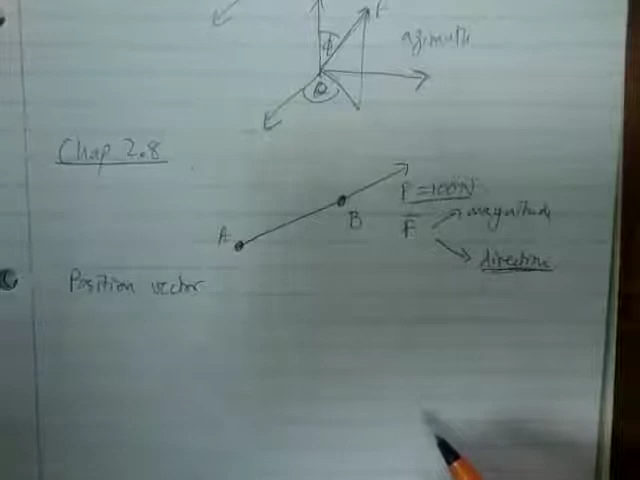 F
φ
azimuth
θ
Chap 2.8
F = 100N
A
B
F
magnitude
direction
Position vector